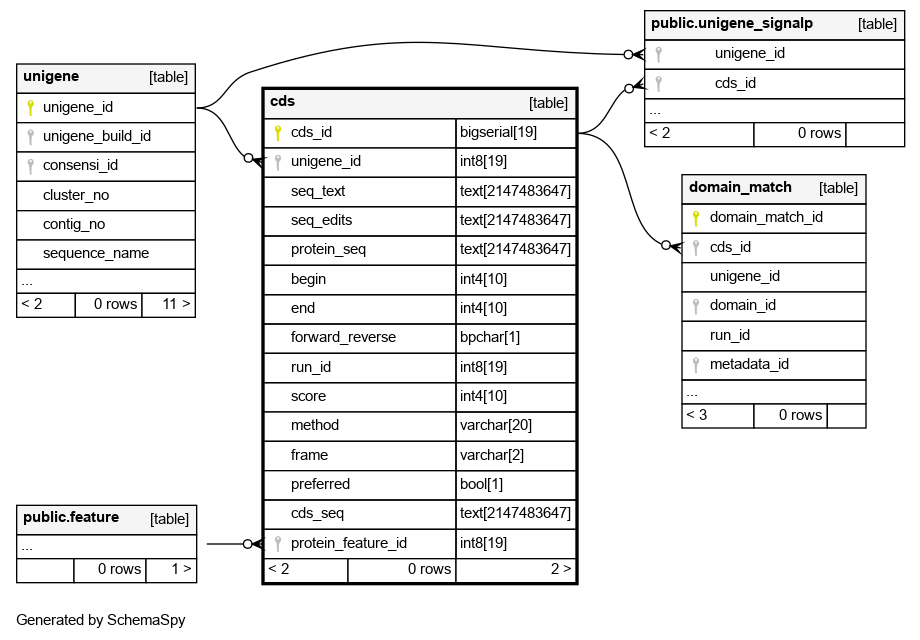 unigene [table]
unigene_id
unigene_build_id
consensi_id
cluster_no
contig_no
sequence_name
...
< 2 0 rows 11 >
public.feature [table]
...
0 rows 1 >
cds [table]
cds_id bigserial[19]
unigene_id int8[19]
seq_text text[2147483647]
seq_edits text[2147483647]
protein_seq text[2147483647]
begin int4[10]
end int4[10]
forward_reverse bpchar[1]
run_id int8[19]
score int4[10]
method varchar[20]
frame varchar[2]
preferred bool[1]
cds_seq text[2147483647]
protein_feature_id int8[19]
< 2 0 rows 2 >
public.unigene_signalp [table]
unigene_id
cds_id
...
< 2 0 rows
domain_match [table]
domain_match_id
cds_id
unigene_id
domain_id
run_id
metadata_id
...
< 3 0 rows
Generated by SchemaSpy